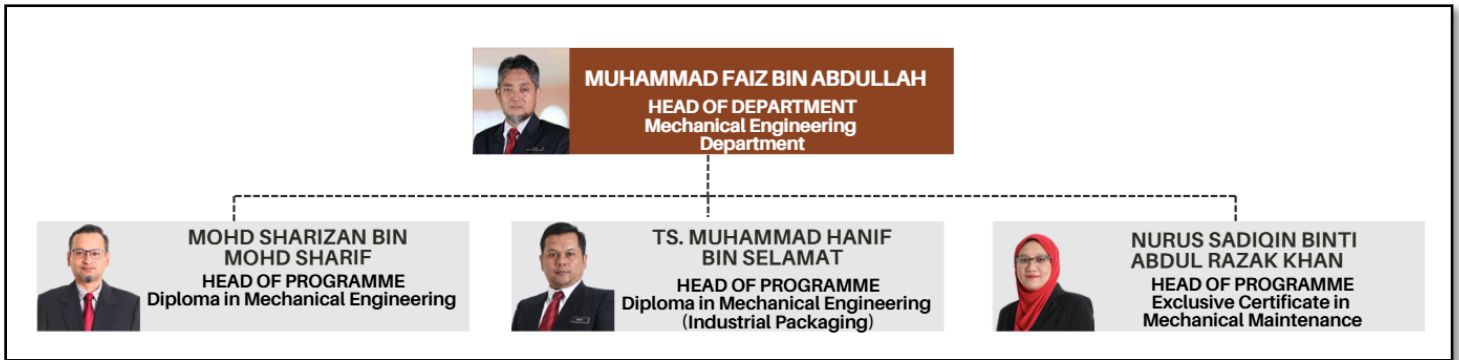 MUHAMMAD FAIZ BIN ABDULLAH
HEAD OF DEPARTMENT
Mechanical Engineering
Department
MOHD SHARIZAN BIN
MOHD SHARIF
HEAD OF PROGRAMME
Diploma in Mechanical Engineering
TS. MUHAMMAD HANIF
BIN SELAMAT
HEAD OF PROGRAMME
Diploma in Mechanical Engineering
(Industrial Packaging)
NURUS SADIQIN BINTI
ABDUL RAZAK KHAN
HEAD OF PROGRAMME
Exclusive Certificate in
Mechanical Maintenance